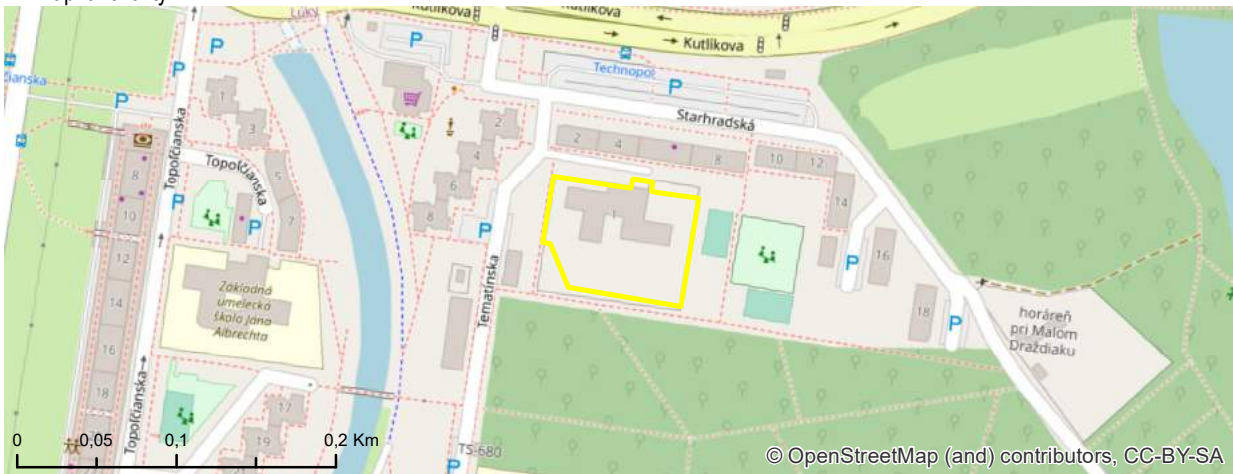 Lúky
Kutlíkova
Kutlíkova
Kutlíkova
P
P
Technopol
P
čianska
P
1
3
2
4
6
8
Starhradská
2
4
8
10
12
Topoľčianska
Topoľčianska
8
10
12
14
16
18
5
7
P
P
P
1
14
16
P
18
P
Tematínska
Základná
umelecká
škola Jána
Albrechta
horáreň
pri Malom
Draždiaku
Topoľčianska
17
19
TS-680
P
0
0,05
0,1
0,2 Km
© OpenStreetMap (and) contributors, CC-BY-SA